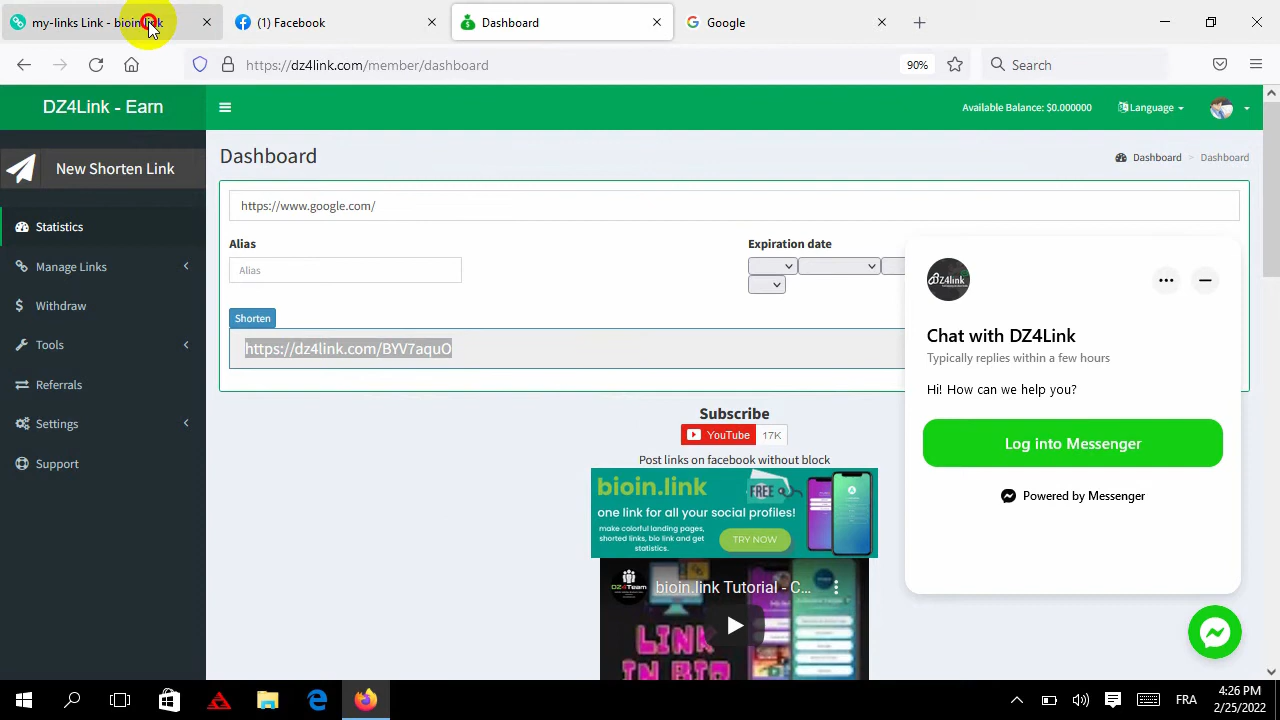 my-links Link - bioin.link
(1) Facebook
Dashboard
Google
https://dz4link.com/member/dashboard
90%
Search
DZ4Link - Earn
Available Balance: $0.000000
Language
New Shorten Link
Dashboard
Dashboard > Dashboard
https://www.google.com/
Statistics
Alias
Expiration date
Alias
Manage Links
Withdraw
Shorten
https://dz4link.com/BYV7aquO
Tools
Referrals
Settings
Support
DZ4link
Chat with DZ4Link
Typically replies within a few hours
Hi! How can we help you?
Log into Messenger
Powered by Messenger
Subscribe
YouTube 17K
Post links on facebook without block
bioin.link
FREE
one link for all your social profiles!
make colorful landing pages,
shorted links, bio link and get
statistics.
TRY NOW
DZ4Team
bioin.link Tutorial - C...
LINK
IN BIO
FRA
4:26 PM
2/25/2022